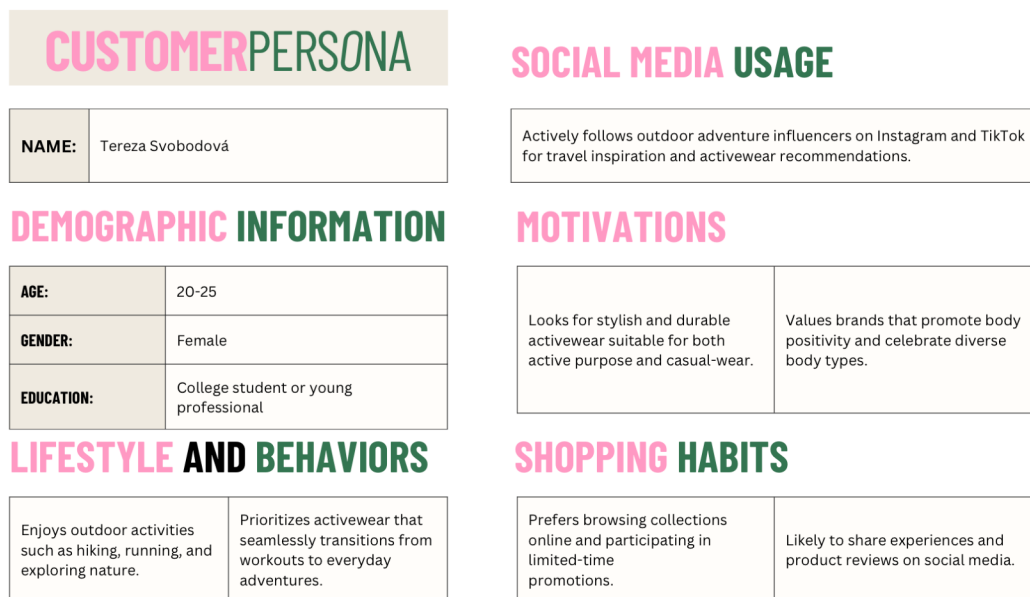 CUSTOMERPERSONA
NAME:
Tereza Svobodová
DEMOGRAPHIC INFORMATION
AGE:
20-25
GENDER:
Female
EDUCATION:
College student or young
professional
LIFESTYLE AND BEHAVIORS
Enjoys outdoor activities
such as hiking, running, and
exploring nature.
Prioritizes activewear that
seamlessly transitions from
workouts to everyday
adventures.
SOCIAL MEDIA USAGE
Actively follows outdoor adventure influencers on Instagram and TikTok
for travel inspiration and activewear recommendations.
MOTIVATIONS
Looks for stylish and durable
activewear suitable for both
active purpose and casual-wear.
Values brands that promote body
positivity and celebrate diverse
body types.
SHOPPING HABITS
Prefers browsing collections
online and participating in
limited-time
promotions.
Likely to share experiences and
product reviews on social media.